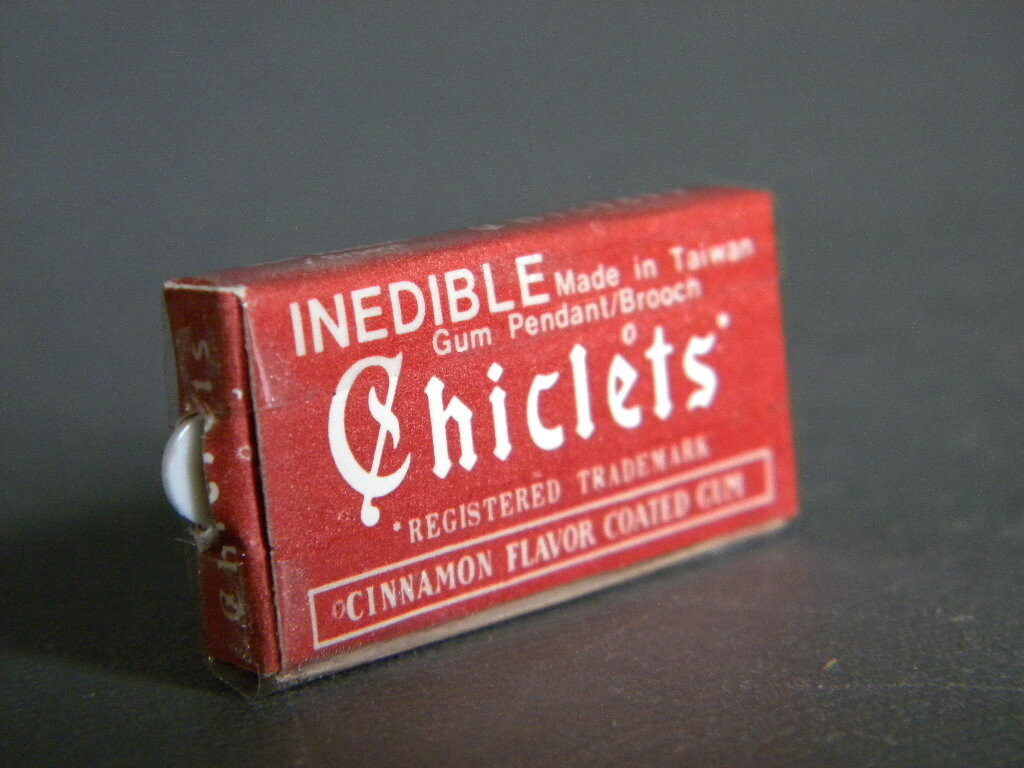 INEDIBLE Made in Taiwan
Gum Pendant/Brooch
Chiclets*
*REGISTERED TRADEMARK
CINNAMON FLAVOR COATED GUM